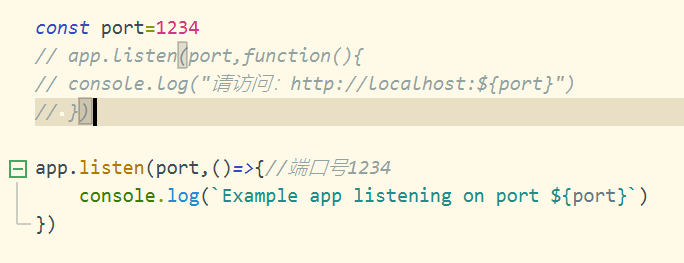 const port=1234
// app.listen(port,function(){
// console.log("请访问：http://localhost:${port}")
// })
app.listen(port,()=>{//端口号1234
console.log(`Example app listening on port ${port}`)
})